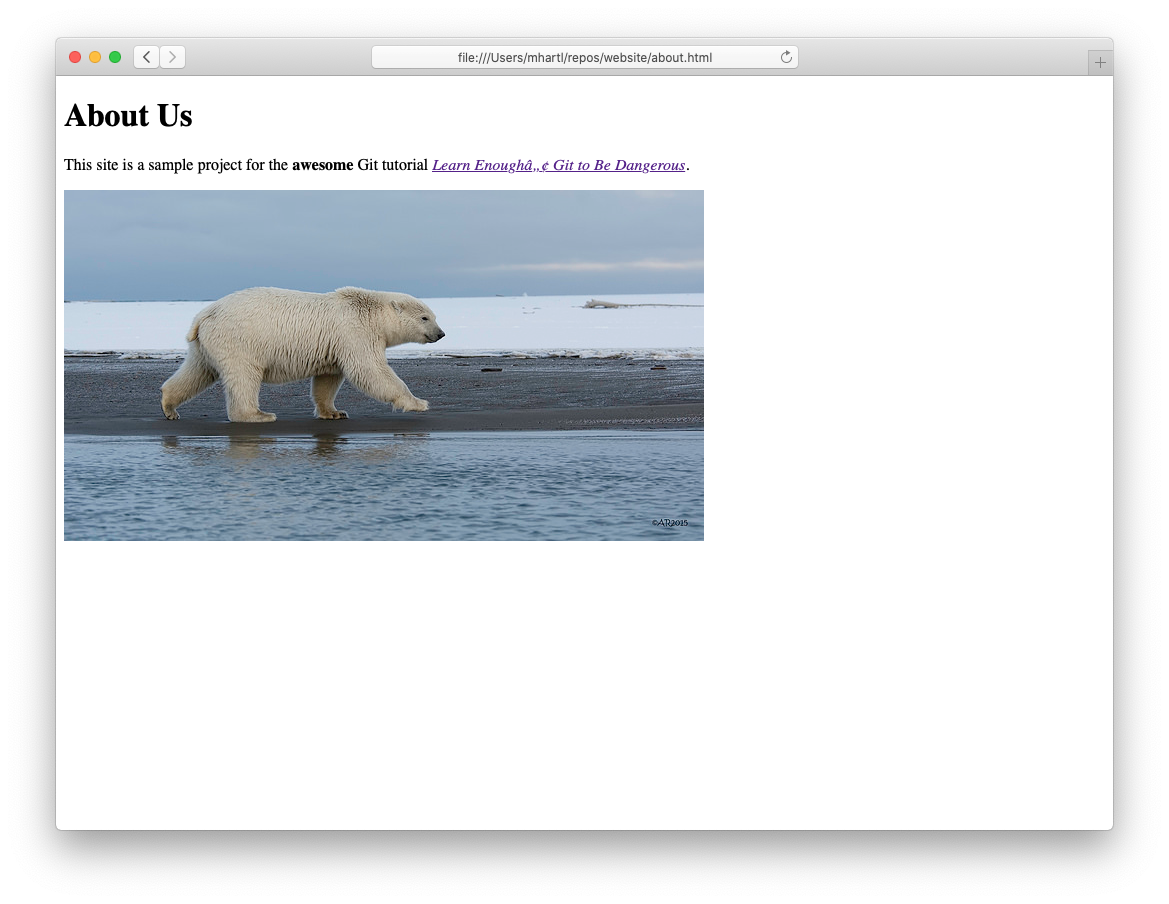 file:///Users/mhartl/repos/website/about.html
About Us
This site is a sample project for the awesome Git tutorial Learn Enoughâ„¢ Git to Be Dangerous.
©AR2015